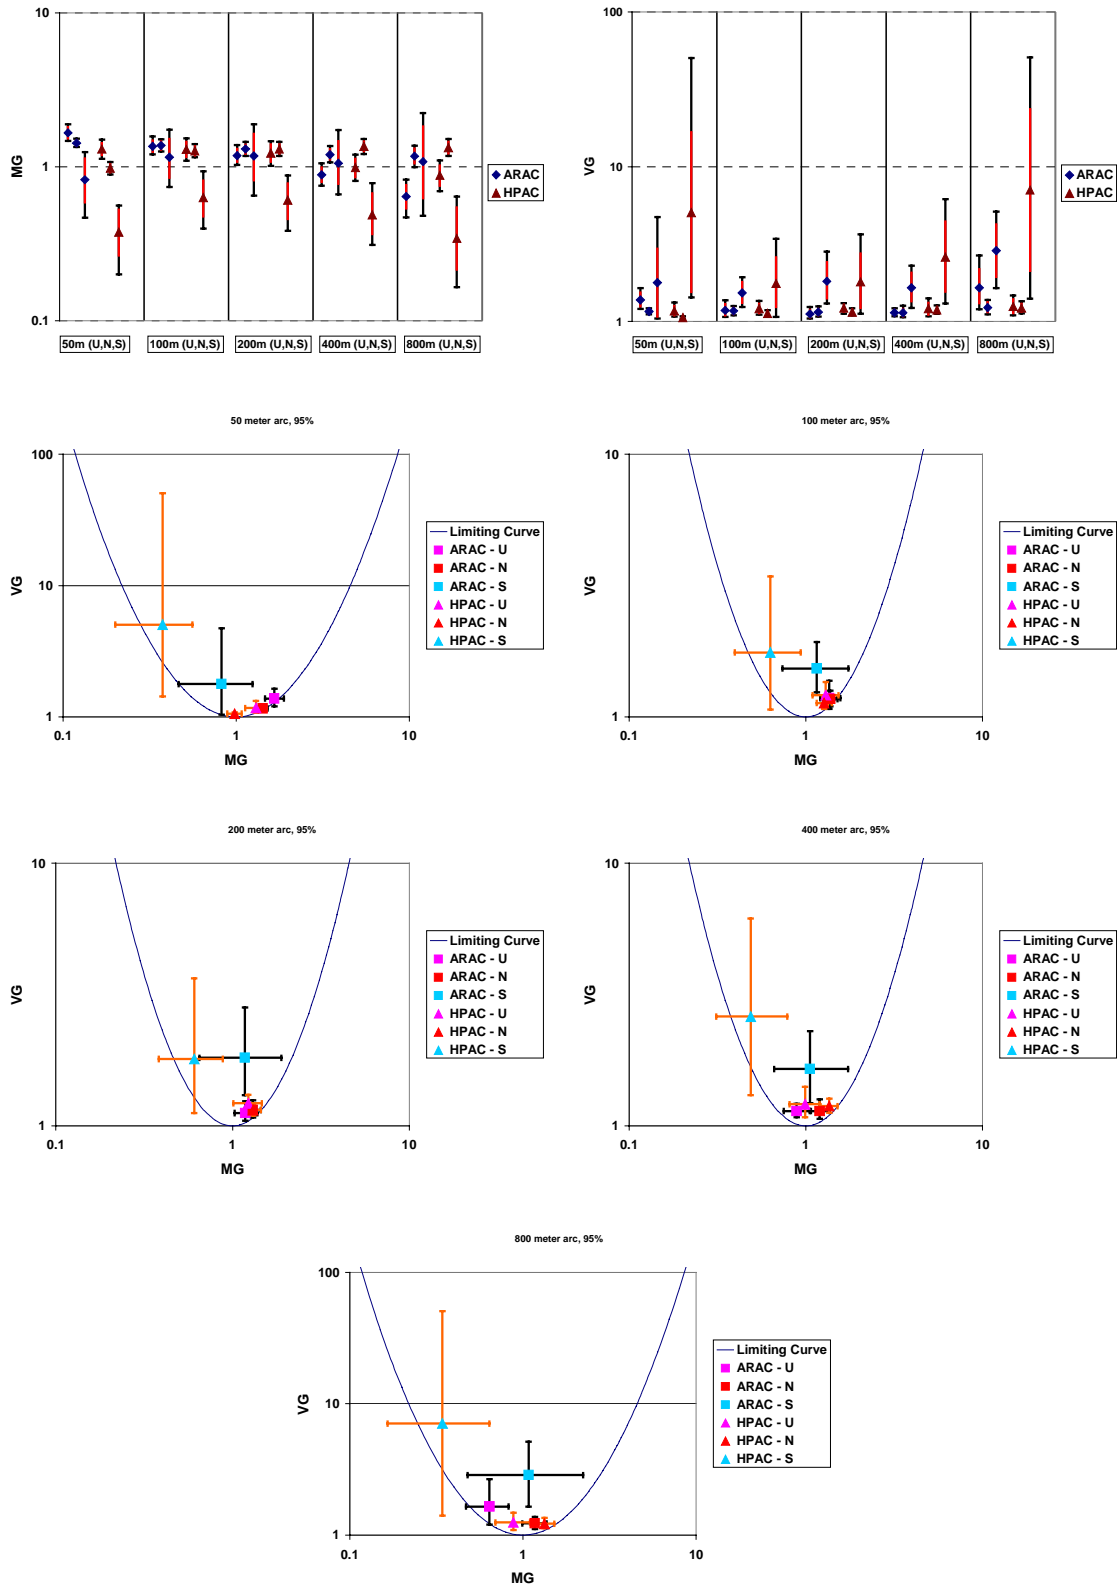 10
1
0.1
MG
50m (U,N,S)
100m (U,N,S)
200m (U,N,S)
400m (U,N,S)
800m (U,N,S)
ARAC
HPAC
100
10
1
VG
50m (U,N,S)
100m (U,N,S)
200m (U,N,S)
400m (U,N,S)
800m (U,N,S)
ARAC
HPAC
50 meter arc, 95%
100
10
1
VG
0.1
1
10
MG
Limiting Curve
ARAC - U
ARAC - N
ARAC - S
HPAC - U
HPAC - N
HPAC - S
100 meter arc, 95%
10
1
VG
0.1
1
10
MG
Limiting Curve
ARAC - U
ARAC - N
ARAC - S
HPAC - U
HPAC - N
HPAC - S
200 meter arc, 95%
10
1
VG
0.1
1
10
MG
Limiting Curve
ARAC - U
ARAC - N
ARAC - S
HPAC - U
HPAC - N
HPAC - S
400 meter arc, 95%
10
1
VG
0.1
1
10
MG
Limiting Curve
ARAC - U
ARAC - N
ARAC - S
HPAC - U
HPAC - N
HPAC - S
800 meter arc, 95%
100
10
1
VG
0.1
1
10
MG
Limiting Curve
ARAC - U
ARAC - N
ARAC - S
HPAC - U
HPAC - N
HPAC - S